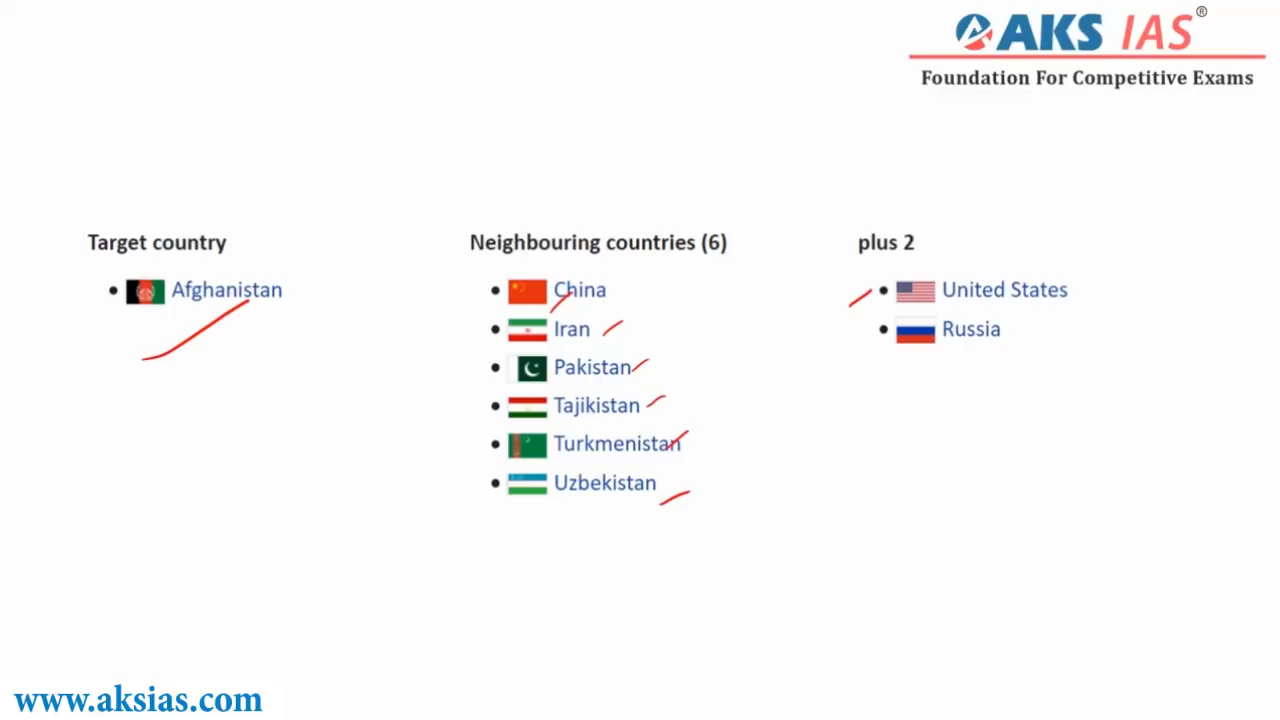 AKS IAS®
Foundation For Competitive Exams
Target country
• Afghanistan
Neighbouring countries (6)
• China
• Iran
• Pakistan
• Tajikistan
• Turkmenistan
• Uzbekistan
plus 2
• United States
• Russia
www.aksias.com